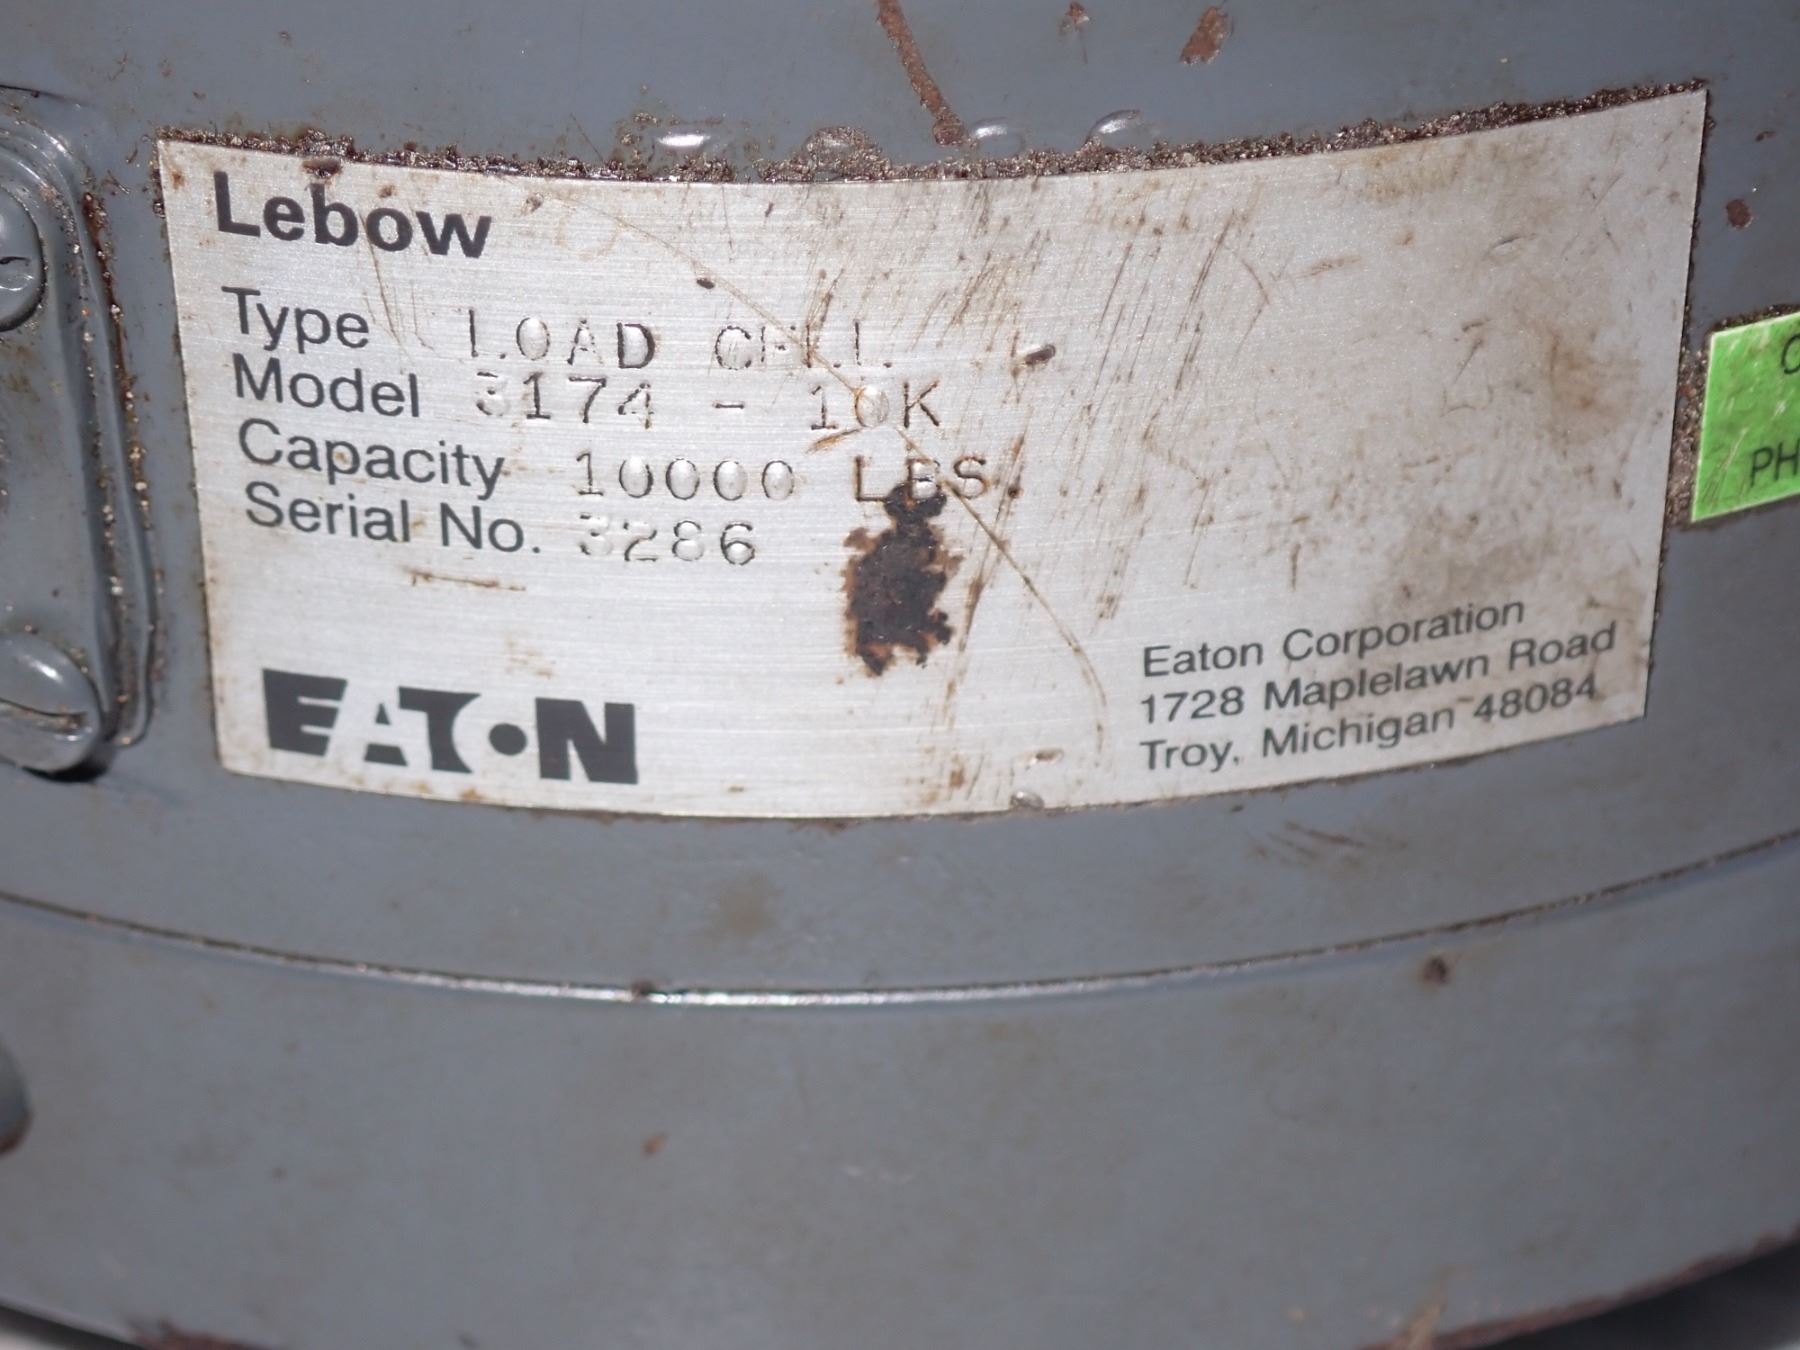 Lebow
Type LOAD CELL
Model 3174 - 10K
Capacity 10000 LBS.
Serial No. 3286
EATON
Eaton Corporation
1728 Maplelawn Road
Troy, Michigan 48084